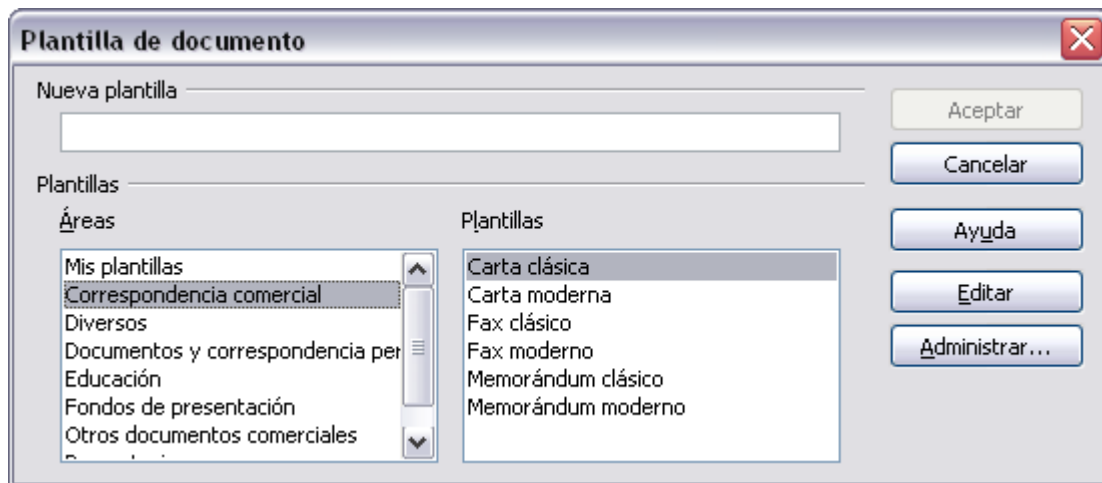 Plantilla de documento
Nueva plantilla
Aceptar
Cancelar
Plantillas
Áreas
Plantillas
Ayuda
Mis plantillas
Correspondencia comercial
Diversos
Documentos y correspondencia per
Educación
Fondos de presentación
Otros documentos comerciales
Carta clásica
Carta moderna
Fax clásico
Fax moderno
Memorándum clásico
Memorándum moderno
Editar
Administrar...